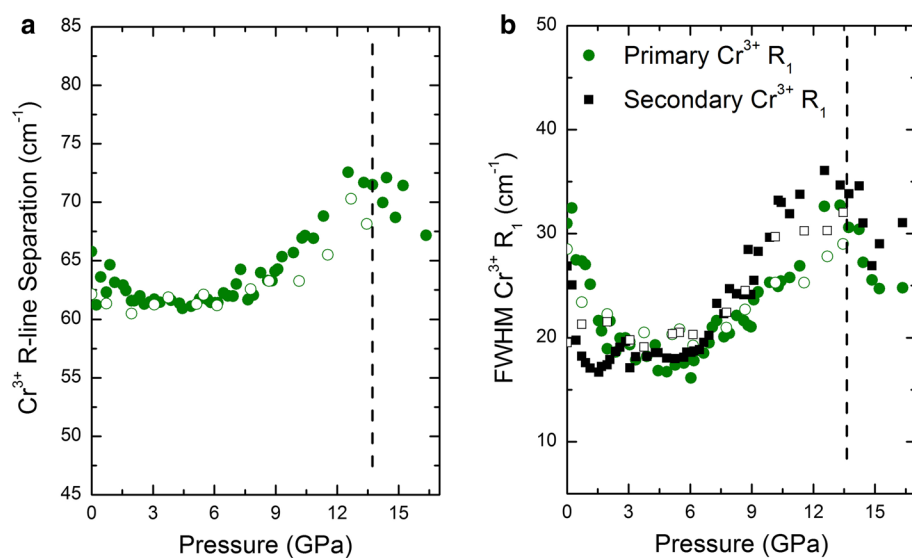 a
85
80
75
70
65
60
55
50
45
0 3 6 9 12 15
Cr³⁺ R-line Separation (cm⁻¹)
Pressure (GPa)
b
50
40
30
20
10
0 3 6 9 12 15
FWHM Cr³⁺ R₁ (cm⁻¹)
Pressure (GPa)
Primary Cr³⁺ R₁
Secondary Cr³⁺ R₁